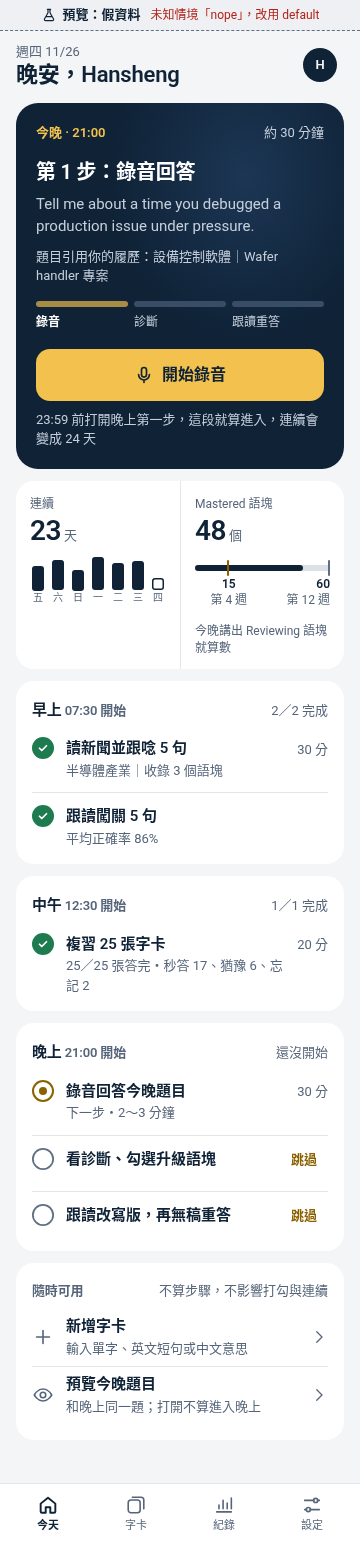 預覽：假資料 未知情境「nope」，改用 default
週四 11/26
晚安，Hansheng
H
今晚 · 21:00 約 30 分鐘
第 1 步：錄音回答
Tell me about a time you debugged a
production issue under pressure.
題目引用你的履歷：設備控制軟體｜Wafer
handler 專案
錄音 診斷 跟讀重答
開始錄音
23:59 前打開晚上第一步，這段就算進入，連續會
變成 24 天
連續
23 天
五 六 日 一 二 三 四
Mastered 語塊
48 個
15 60
第 4 週 第 12 週
今晚講出 Reviewing 語塊
就算數
早上 07:30 開始 2／2 完成
讀新聞並跟唸 5 句 30 分
半導體產業｜收錄 3 個語塊
跟讀闖關 5 句
平均正確率 86%
中午 12:30 開始 1／1 完成
複習 25 張字卡 20 分
25／25 張答完・秒答 17、猶豫 6、忘
記 2
晚上 21:00 開始 還沒開始
錄音回答今晚題目 30 分
下一步・2～3 分鐘
看診斷、勾選升級語塊 跳過
跟讀改寫版，再無稿重答 跳過
隨時可用 不算步驟，不影響打勾與連續
新增字卡
輸入單字、英文短句或中文意思
預覽今晚題目
和晚上同一題；打開不算進入晚上
今天 字卡 紀錄 設定